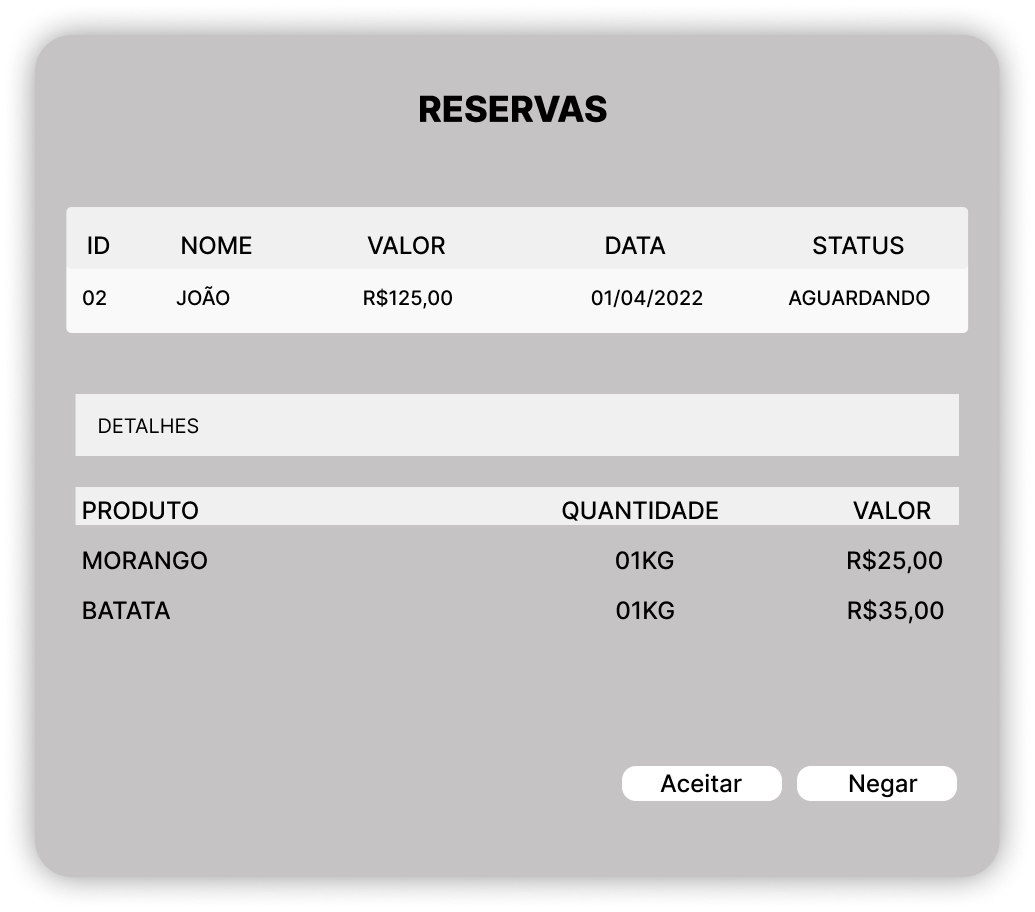 RESERVAS
ID NOME VALOR DATA STATUS
02 JOÃO R$125,00 01/04/2022 AGUARDANDO
DETALHES
PRODUTO QUANTIDADE VALOR
MORANGO 01KG R$25,00
BATATA 01KG R$35,00
Aceitar Negar